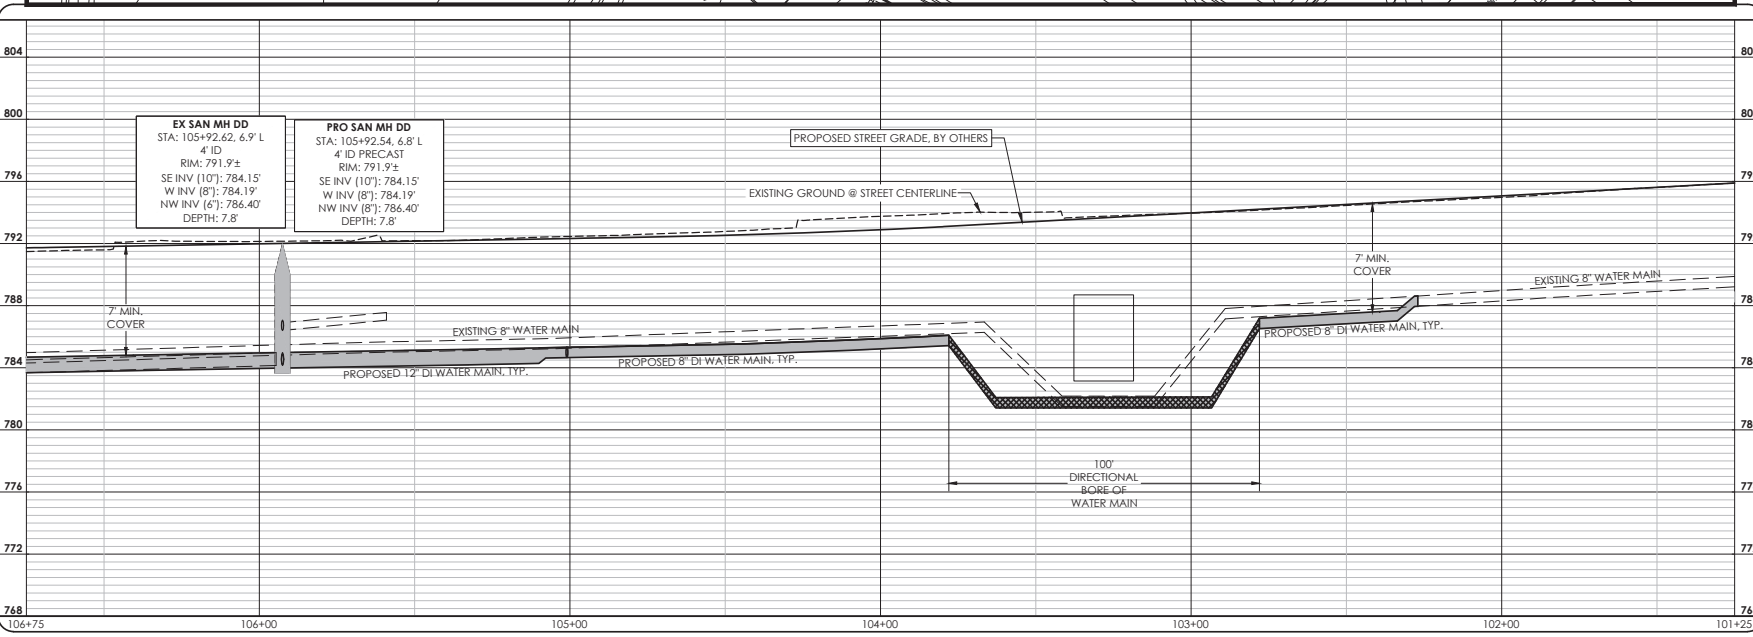 804
800
796
792
788
784
780
776
772
768
EX SAN MH DD
STA: 105+92.62, 6.9' L
4' ID
RIM: 791.9'±
SE INV (10"): 784.15'
W INV (8"): 784.19'
NW INV (6"): 786.40'
DEPTH: 7.8'
PRO SAN MH DD
STA: 105+92.54, 6.8' L
4' ID PRECAST
RIM: 791.9'±
SE INV (10"): 784.15'
W INV (8"): 784.19'
NW INV (8"): 786.40'
DEPTH: 7.8'
PROPOSED STREET GRADE, BY OTHERS
EXISTING GROUND @ STREET CENTERLINE
7' MIN.
COVER
EXISTING 8" WATER MAIN
PROPOSED 12" DI WATER MAIN, TYP.
PROPOSED 8" DI WATER MAIN, TYP.
7' MIN.
COVER
EXISTING 8" WATER MAIN
PROPOSED 8" DI WATER MAIN, TYP.
100'
DIRECTIONAL
BORE OF
WATER MAIN
80
80
79
79
78
78
78
77
77
76
106+75
106+00
105+00
104+00
103+00
102+00
101+25